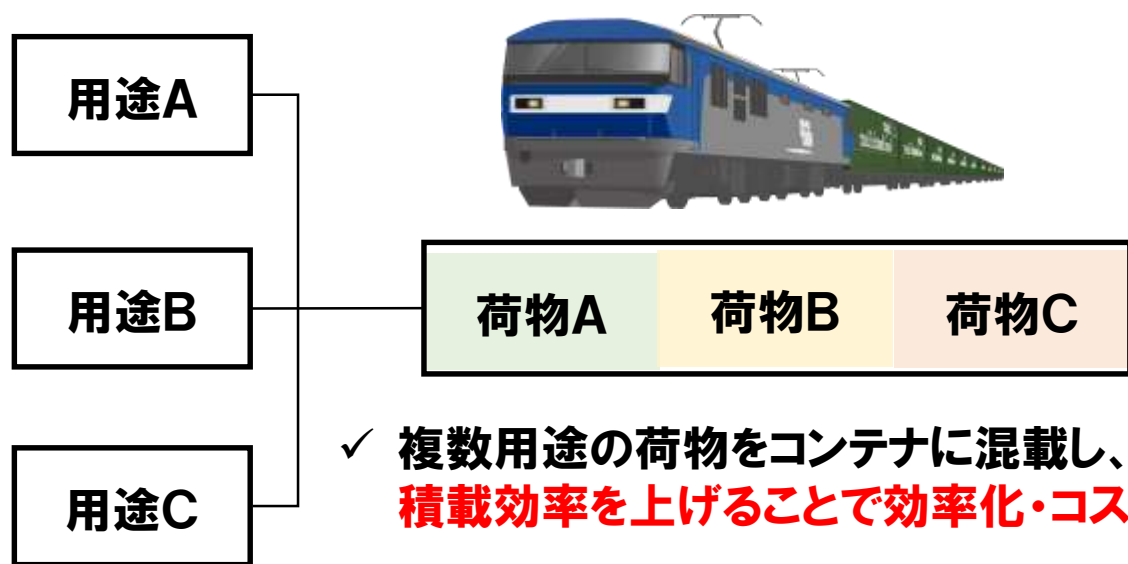 用途A
用途B
用途C
荷物A 荷物B 荷物C
✓ 複数用途の荷物をコンテナに混載し、
積載効率を上げることで効率化・コス